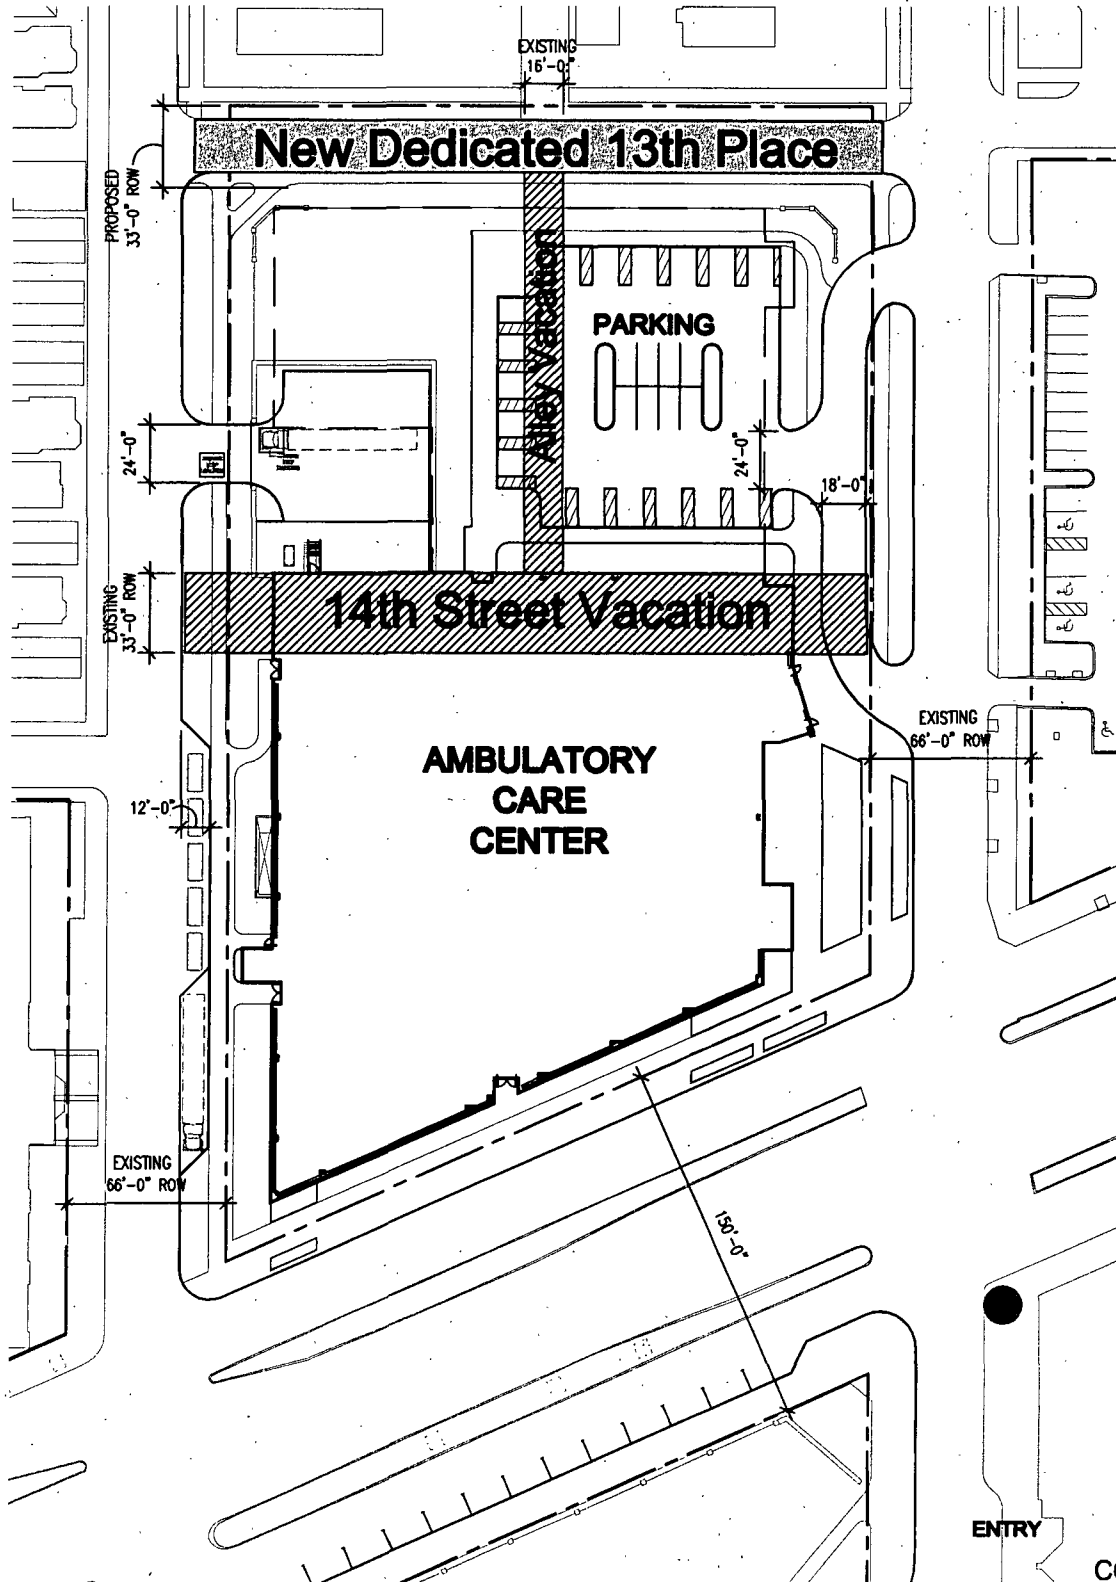 EXISTING
16'-0"
New Dedicated 13th Place
PROPOSED
33'-0" ROW
Alley Vacation
PARKING
24'-0"
24'-0"
18'-0"
EXISTING
33'-0" ROW
14th Street Vacation
EXISTING
66'-0" ROW
AMBULATORY
CARE
CENTER
12'-0"
EXISTING
66'-0" ROW
150'-0"
ENTRY